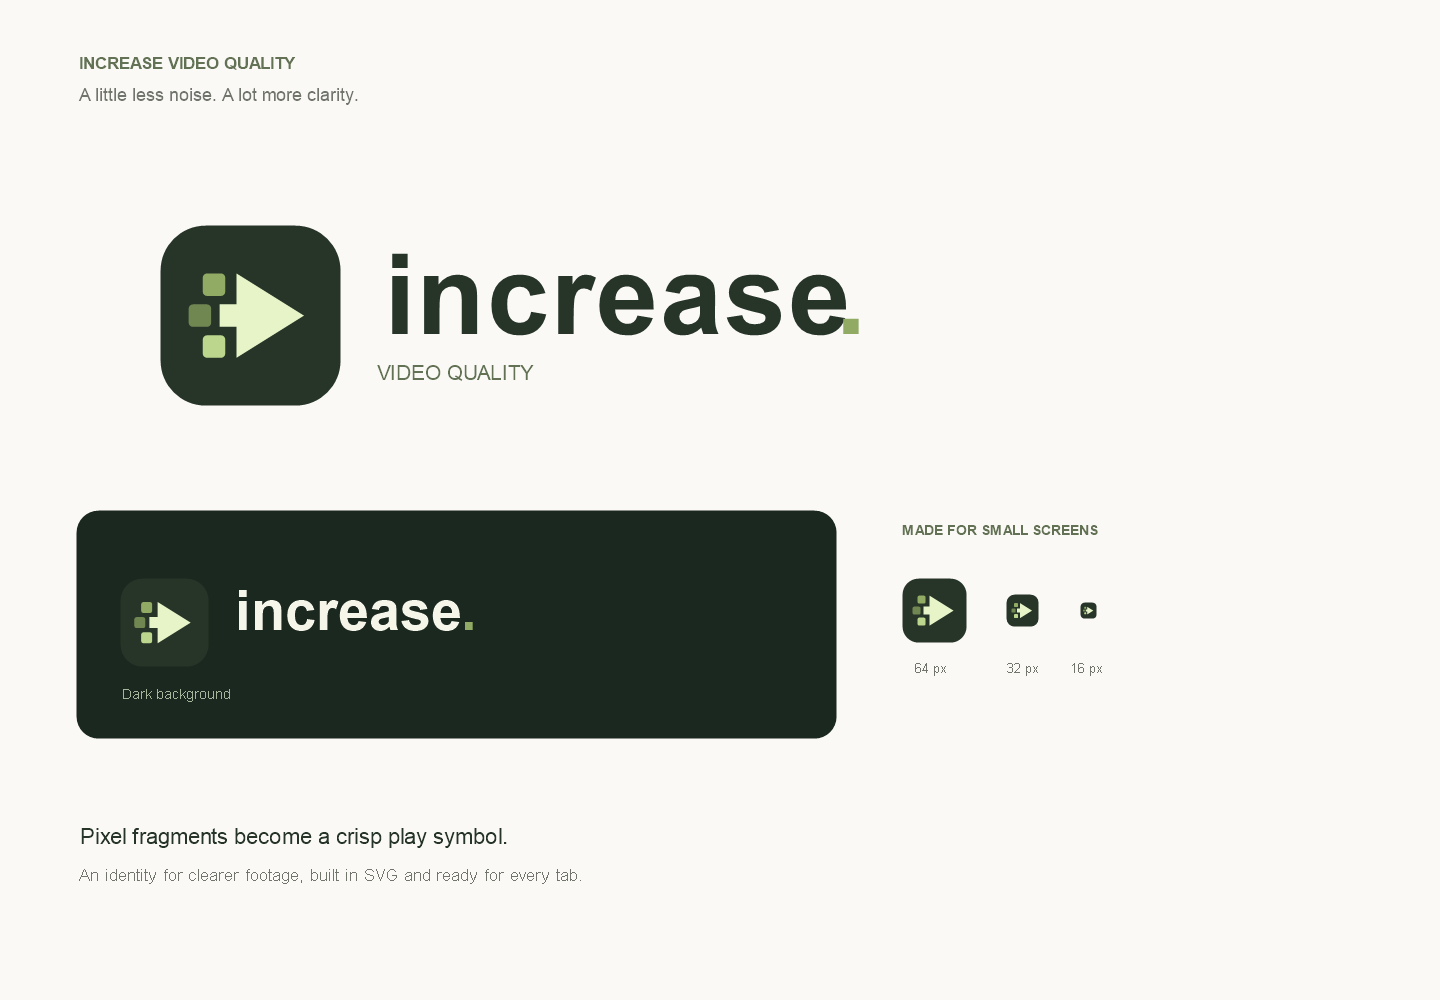 INCREASE VIDEO QUALITY
A little less noise. A lot more clarity.
increase.
VIDEO QUALITY
increase.
Dark background
MADE FOR SMALL SCREENS
64 px 32 px 16 px
Pixel fragments become a crisp play symbol.
An identity for clearer footage, built in SVG and ready for every tab.